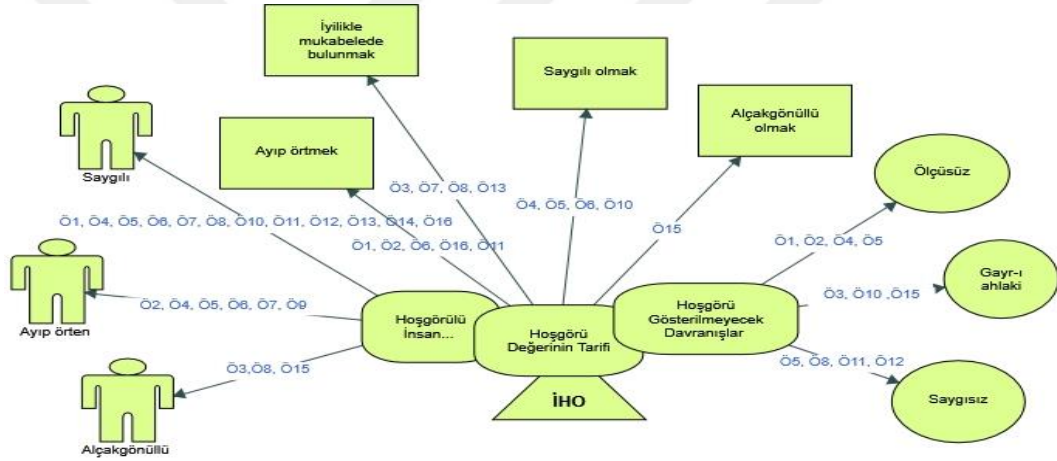 İyilikle
mukabelede
bulunmak
Saygılı olmak
Alçakgönüllü
olmak
Ayıp örtmek
Saygılı
Ölçüsüz
Ö3, Ö7, Ö8, Ö13
Ö4, Ö5, Ö6, Ö10
Ö1, Ö4, Ö5, Ö6, Ö7, Ö8, Ö10, Ö11, Ö12, Ö13, Ö14, Ö16
Ö15
Ö1, Ö2, Ö6, Ö16, Ö11
Ö1, Ö2, Ö4, Ö5
Gayr-ı
ahlaki
Ö3, Ö10 ,Ö15
Ö2, Ö4, Ö5, Ö6, Ö7, Ö9
Ayıp örten
Hoşgörülü
İnsan...
Hoşgörü
Değerinin Tarifi
Hoşgörü
Gösterilmeyecek
Davranışlar
Ö5, Ö8, Ö11, Ö12
Ö3,Ö8, Ö15
İHO
Saygısız
Alçakgönüllü